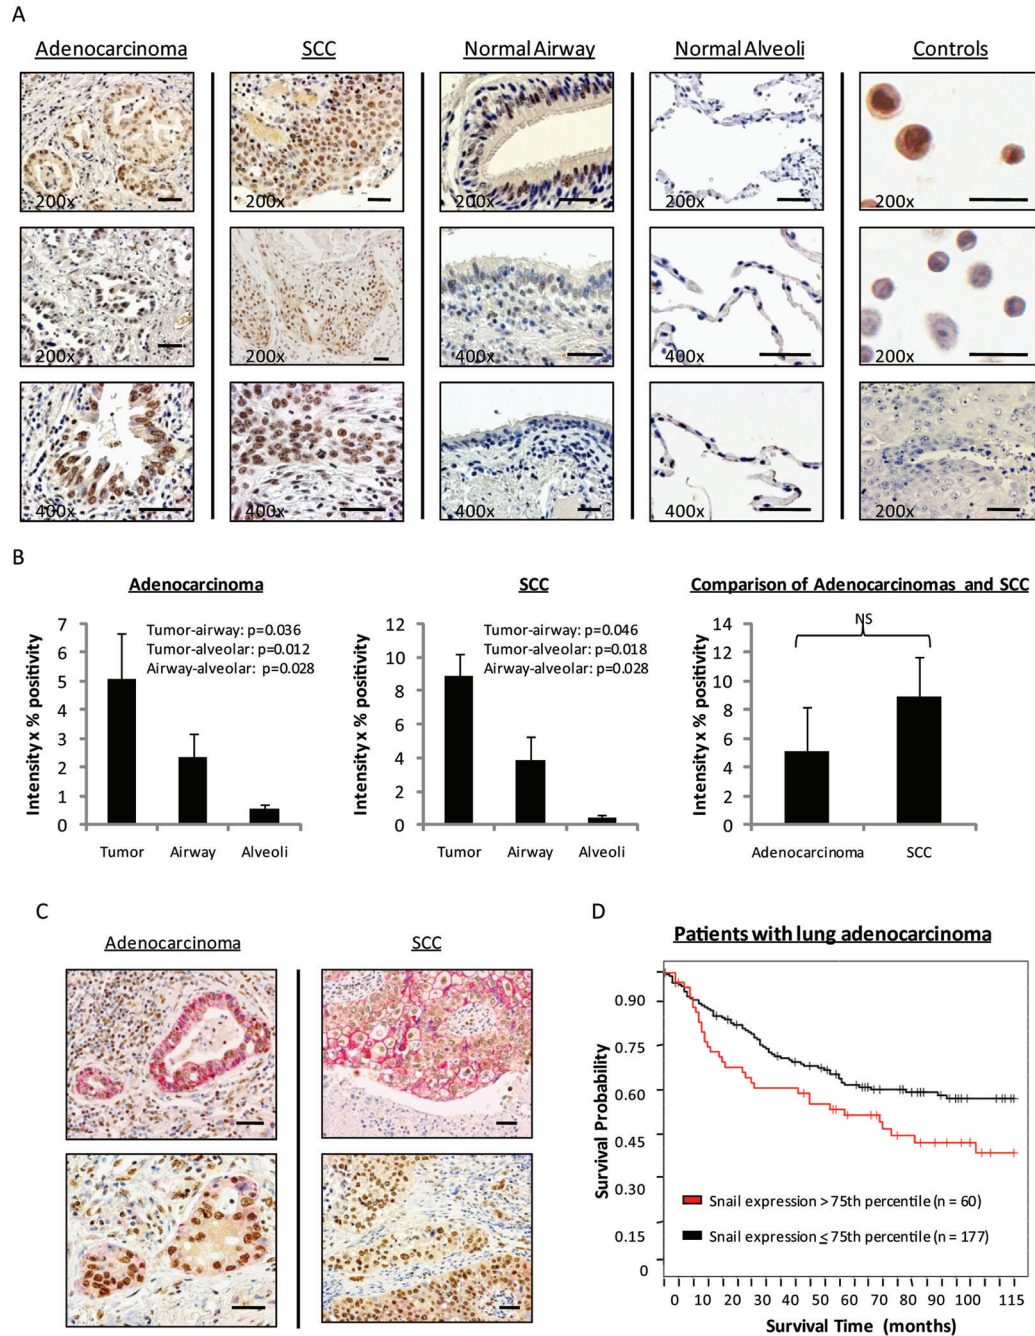 A
Adenocarcinoma SCC Normal Airway Normal Alveoli Controls
200x 200x 200x 200x 200x
200x 200x 400x 400x 200x
400x 400x 400x 400x 200x
B
Adenocarcinoma
Intensity x % positivity
7
6
5
4
3
2
1
0
Tumor-airway: p=0.036
Tumor-alveolar: p=0.012
Airway-alveolar: p=0.028
Tumor Airway Alveoli
SCC
Intensity x % positivity
12
10
8
6
4
2
0
Tumor-airway: p=0.046
Tumor-alveolar: p=0.018
Airway-alveolar: p=0.028
Tumor Airway Alveoli
Comparison of Adenocarcinomas and SCC
Intensity x % positivity
14
12
10
8
6
4
2
0
NS
Adenocarcinoma SCC
C
Adenocarcinoma SCC
D
Patients with lung adenocarcinoma
Survival Probability
0.90
0.75
0.60
0.45
0.30
0.15
0
Snail expression > 75th percentile (n = 60)
Snail expression ≤ 75th percentile (n = 177)
0 10 20 30 40 50 60 70 80 90 100 115
Survival Time (months)